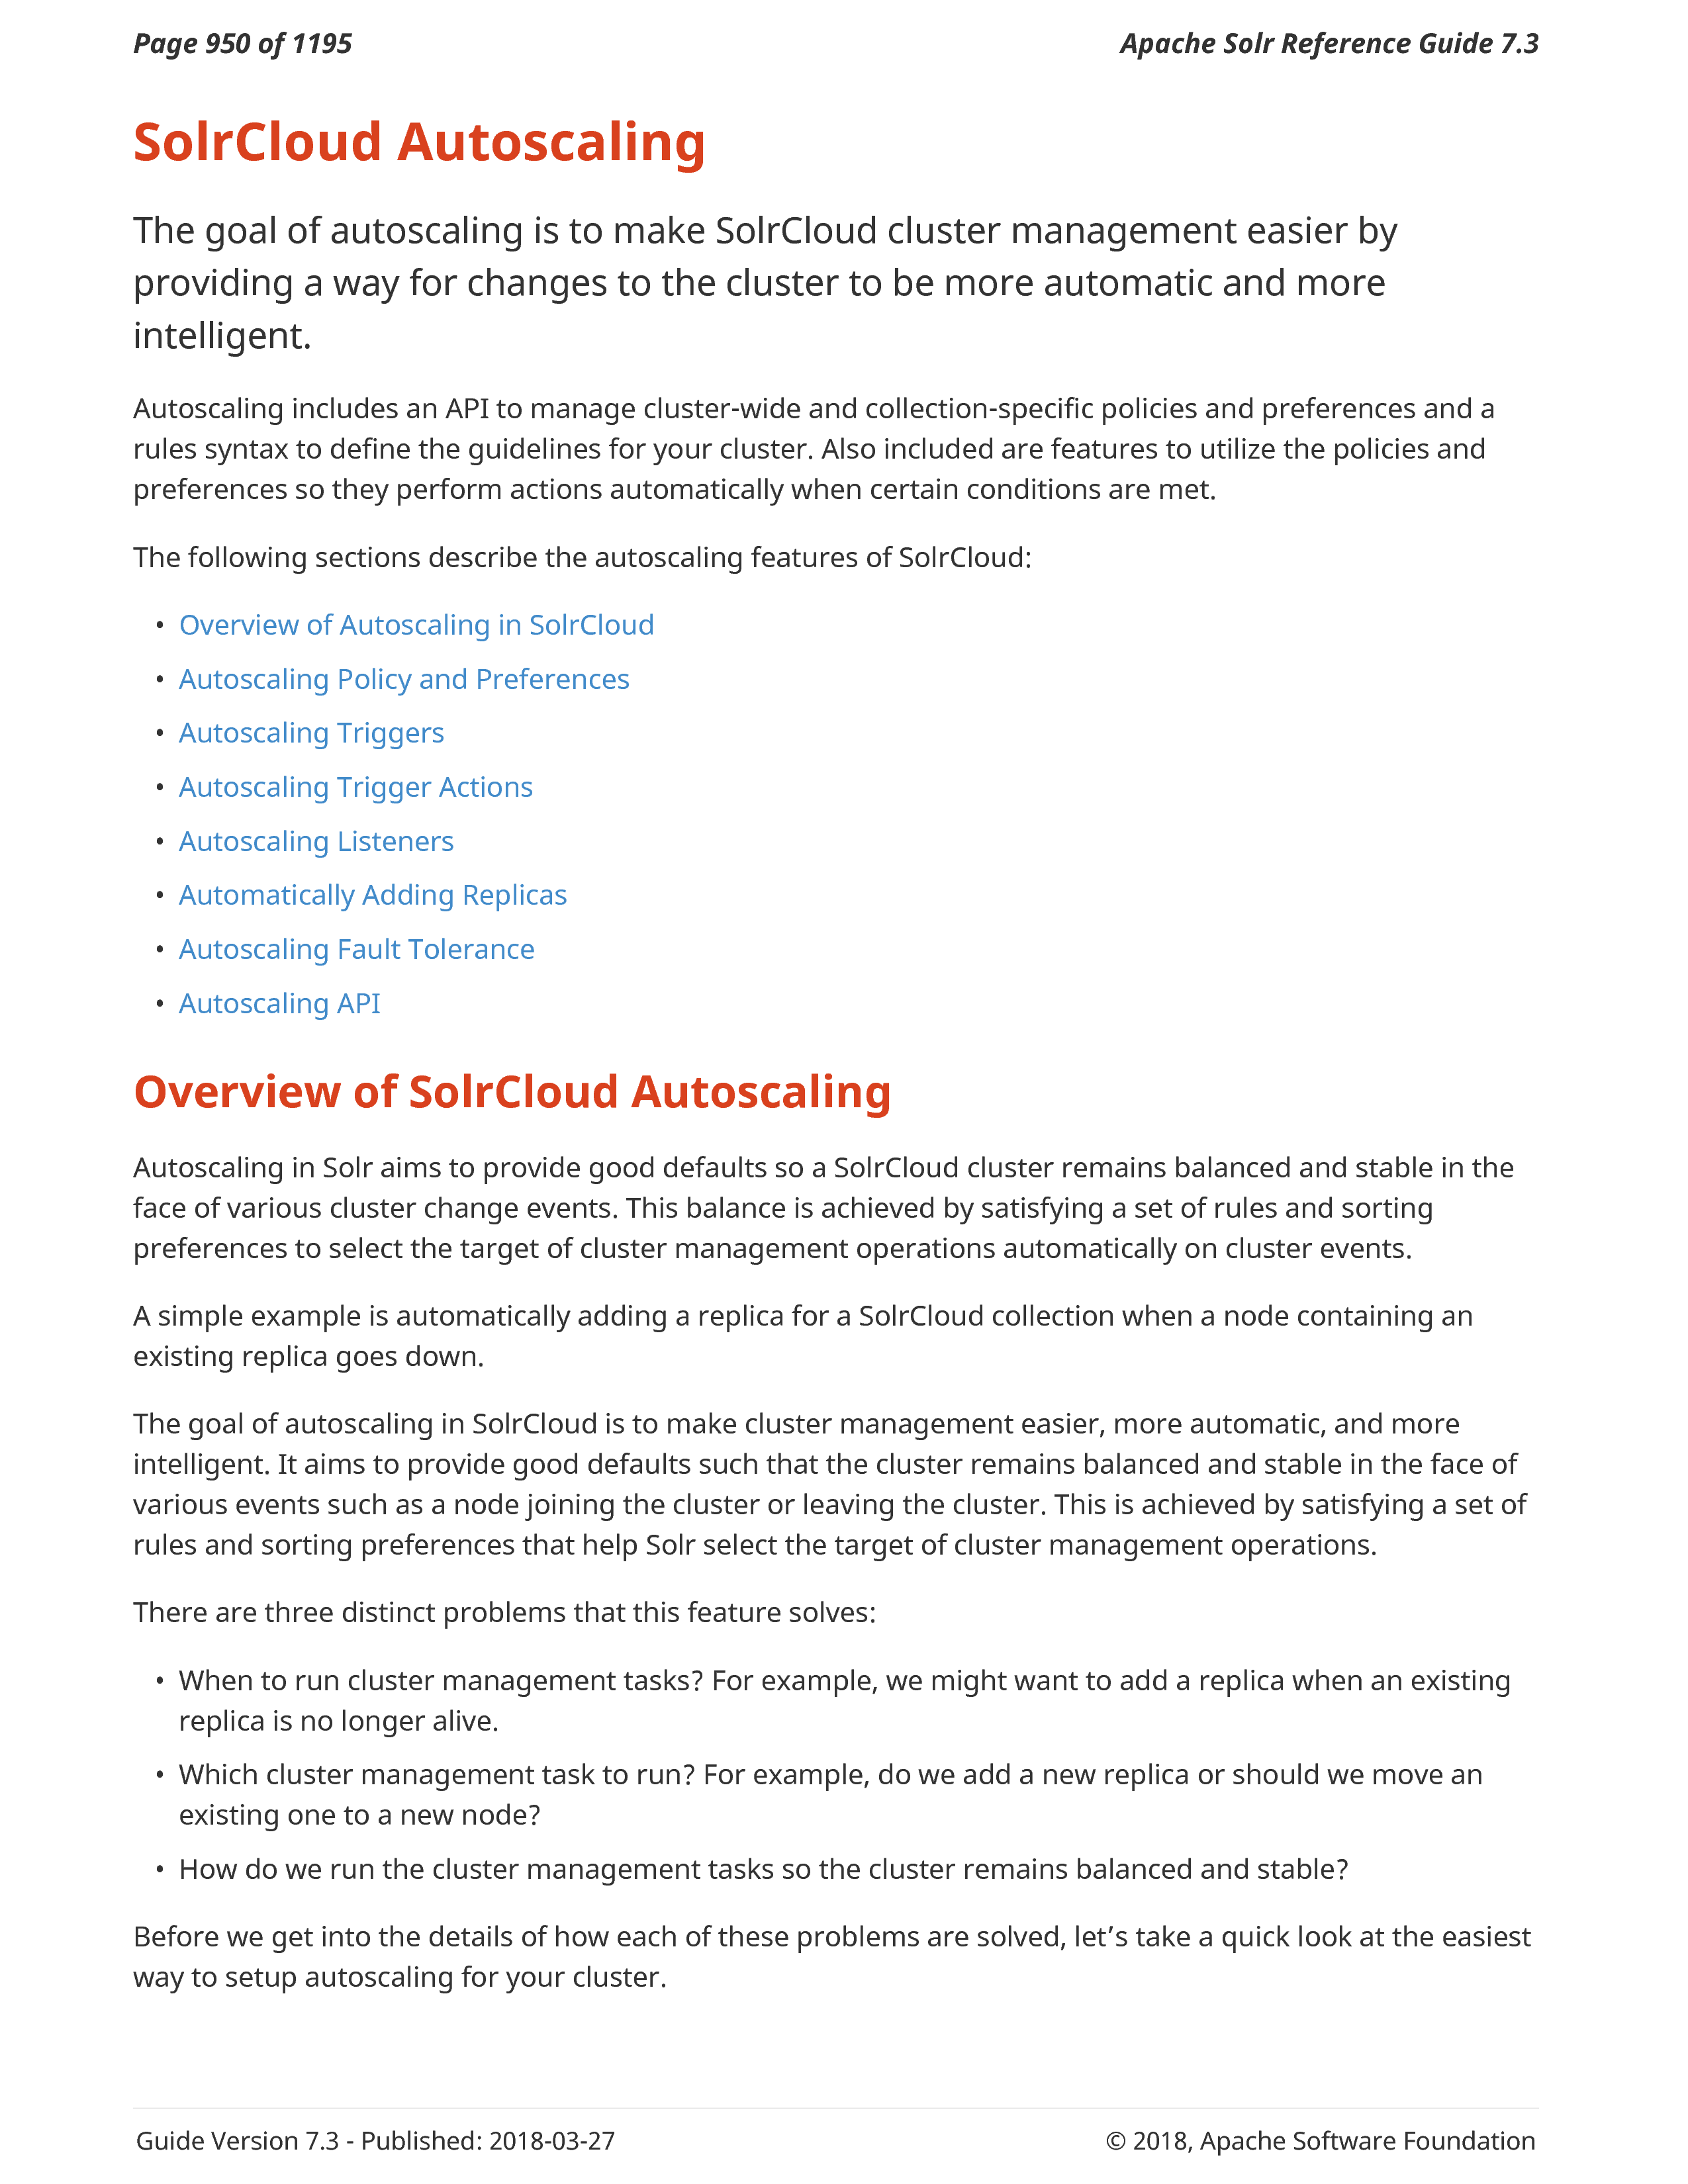 Page 950 of 1195
Apache Solr Reference Guide 7.3
SolrCloud Autoscaling
The goal of autoscaling is to make SolrCloud cluster management easier by
providing a way for changes to the cluster to be more automatic and more
intelligent.
Autoscaling includes an API to manage cluster-wide and collection-specific policies and preferences and a
rules syntax to define the guidelines for your cluster. Also included are features to utilize the policies and
preferences so they perform actions automatically when certain conditions are met.
The following sections describe the autoscaling features of SolrCloud:
• Overview of Autoscaling in SolrCloud
• Autoscaling Policy and Preferences
• Autoscaling Triggers
• Autoscaling Trigger Actions
• Autoscaling Listeners
• Automatically Adding Replicas
• Autoscaling Fault Tolerance
• Autoscaling API
Overview of SolrCloud Autoscaling
Autoscaling in Solr aims to provide good defaults so a SolrCloud cluster remains balanced and stable in the
face of various cluster change events. This balance is achieved by satisfying a set of rules and sorting
preferences to select the target of cluster management operations automatically on cluster events.
A simple example is automatically adding a replica for a SolrCloud collection when a node containing an
existing replica goes down.
The goal of autoscaling in SolrCloud is to make cluster management easier, more automatic, and more
intelligent. It aims to provide good defaults such that the cluster remains balanced and stable in the face of
various events such as a node joining the cluster or leaving the cluster. This is achieved by satisfying a set of
rules and sorting preferences that help Solr select the target of cluster management operations.
There are three distinct problems that this feature solves:
• When to run cluster management tasks? For example, we might want to add a replica when an existing
replica is no longer alive.
• Which cluster management task to run? For example, do we add a new replica or should we move an
existing one to a new node?
• How do we run the cluster management tasks so the cluster remains balanced and stable?
Before we get into the details of how each of these problems are solved, let’s take a quick look at the easiest
way to setup autoscaling for your cluster.
Guide Version 7.3 - Published: 2018-03-27
© 2018, Apache Software Foundation